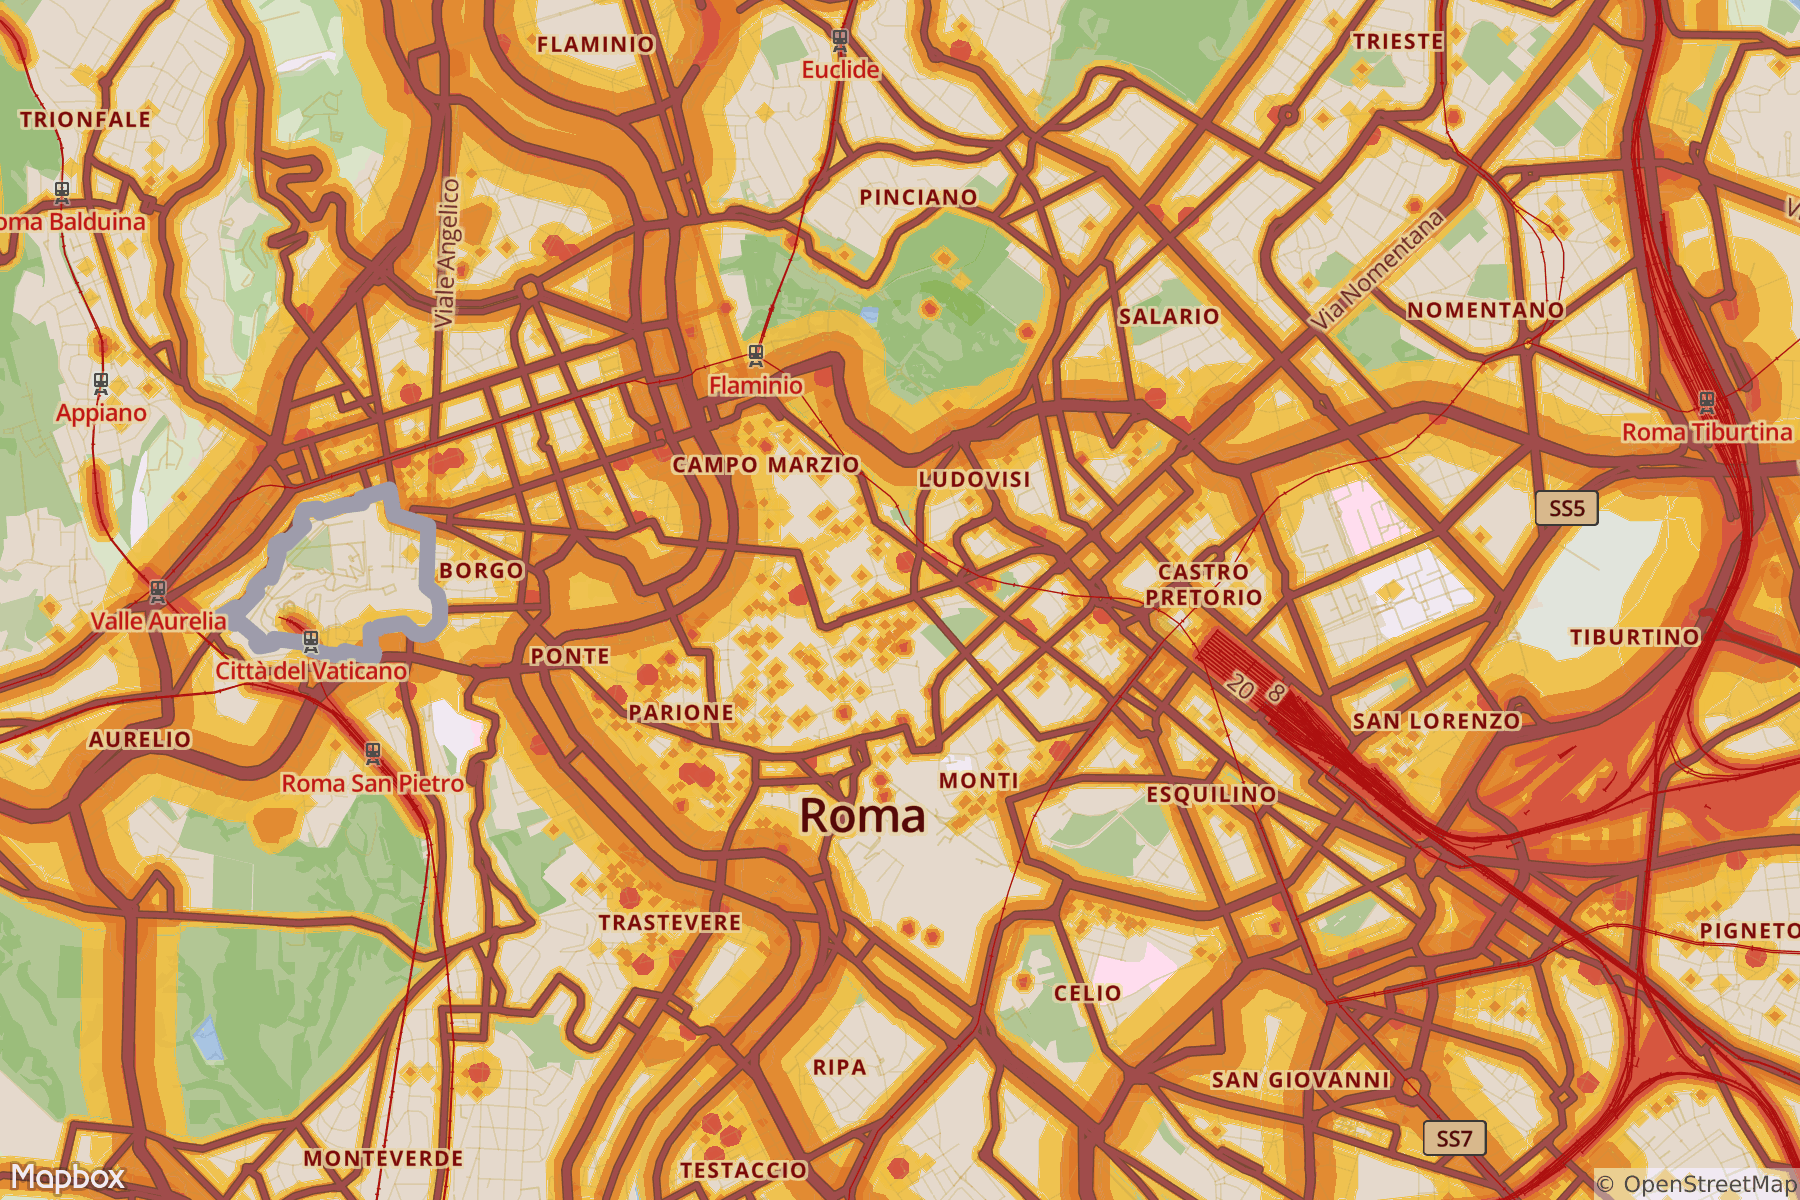 FLAMINIO
TRIESTE
Euclide
TRIONFALE
Viale Angelico
PINCIANO
oma Balduina
Via Nomentana
NOMENTANO
SALARIO
Flaminio
Appiano
Roma Tiburtina
CAMPO MARZIO
LUDOVISI
SS5
BORGO
CASTRO
PRETORIO
Valle Aurelia
TIBURTINO
PONTE
Città del Vaticano
20
8
PARIONE
SAN LORENZO
AURELIO
Roma San Pietro
MONTI
ESQUILINO
Roma
TRASTEVERE
PIGNETO
CELIO
RIPA
SAN GIOVANNI
SS7
MONTEVERDE
TESTACCIO
Mapbox
© OpenStreetMap